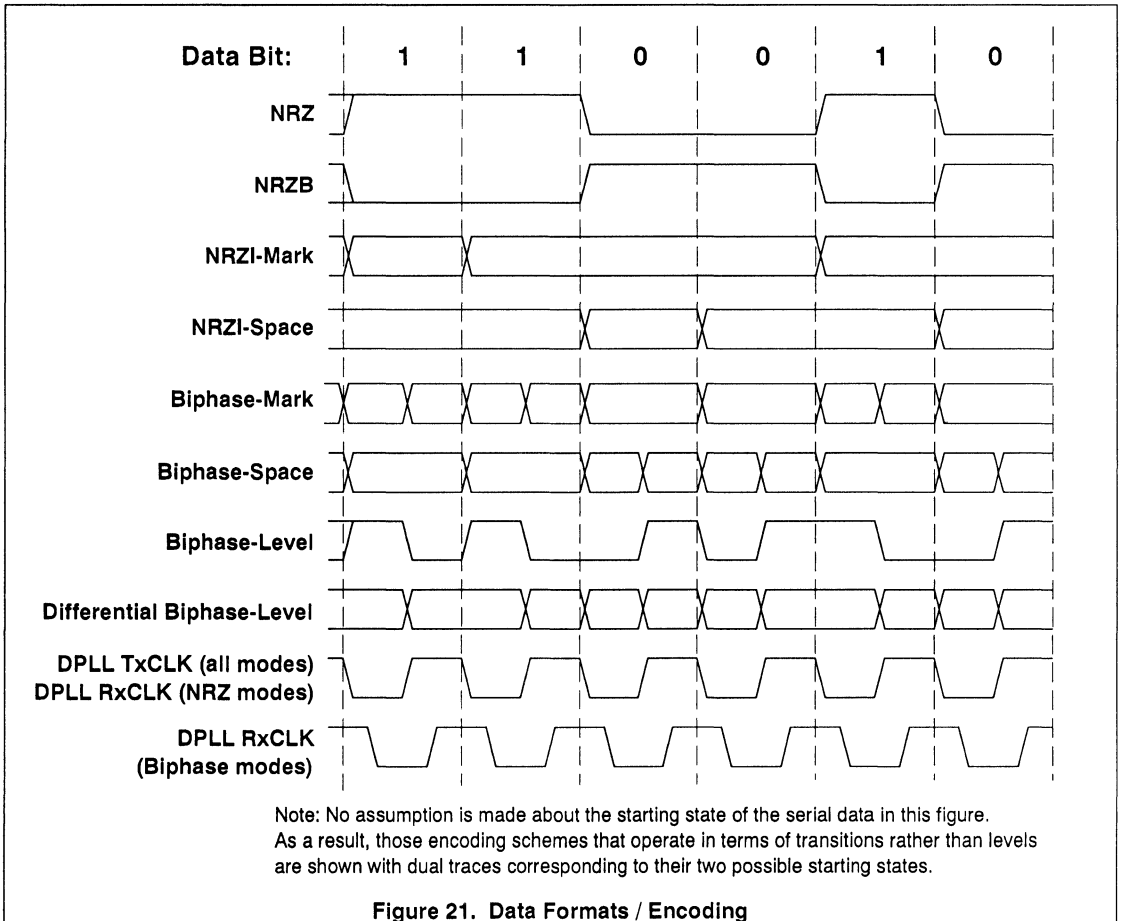 Data Bit: 1 1 0 0 1 0
NRZ
NRZB
NRZI-Mark
NRZI-Space
Biphase-Mark
Biphase-Space
Biphase-Level
Differential Biphase-Level
DPLL TxCLK (all modes)
DPLL RxCLK (NRZ modes)
DPLL RxCLK
(Biphase modes)
Note: No assumption is made about the starting state of the serial data in this figure.
As a result, those encoding schemes that operate in terms of transitions rather than levels
are shown with dual traces corresponding to their two possible starting states.
Figure 21. Data Formats / Encoding